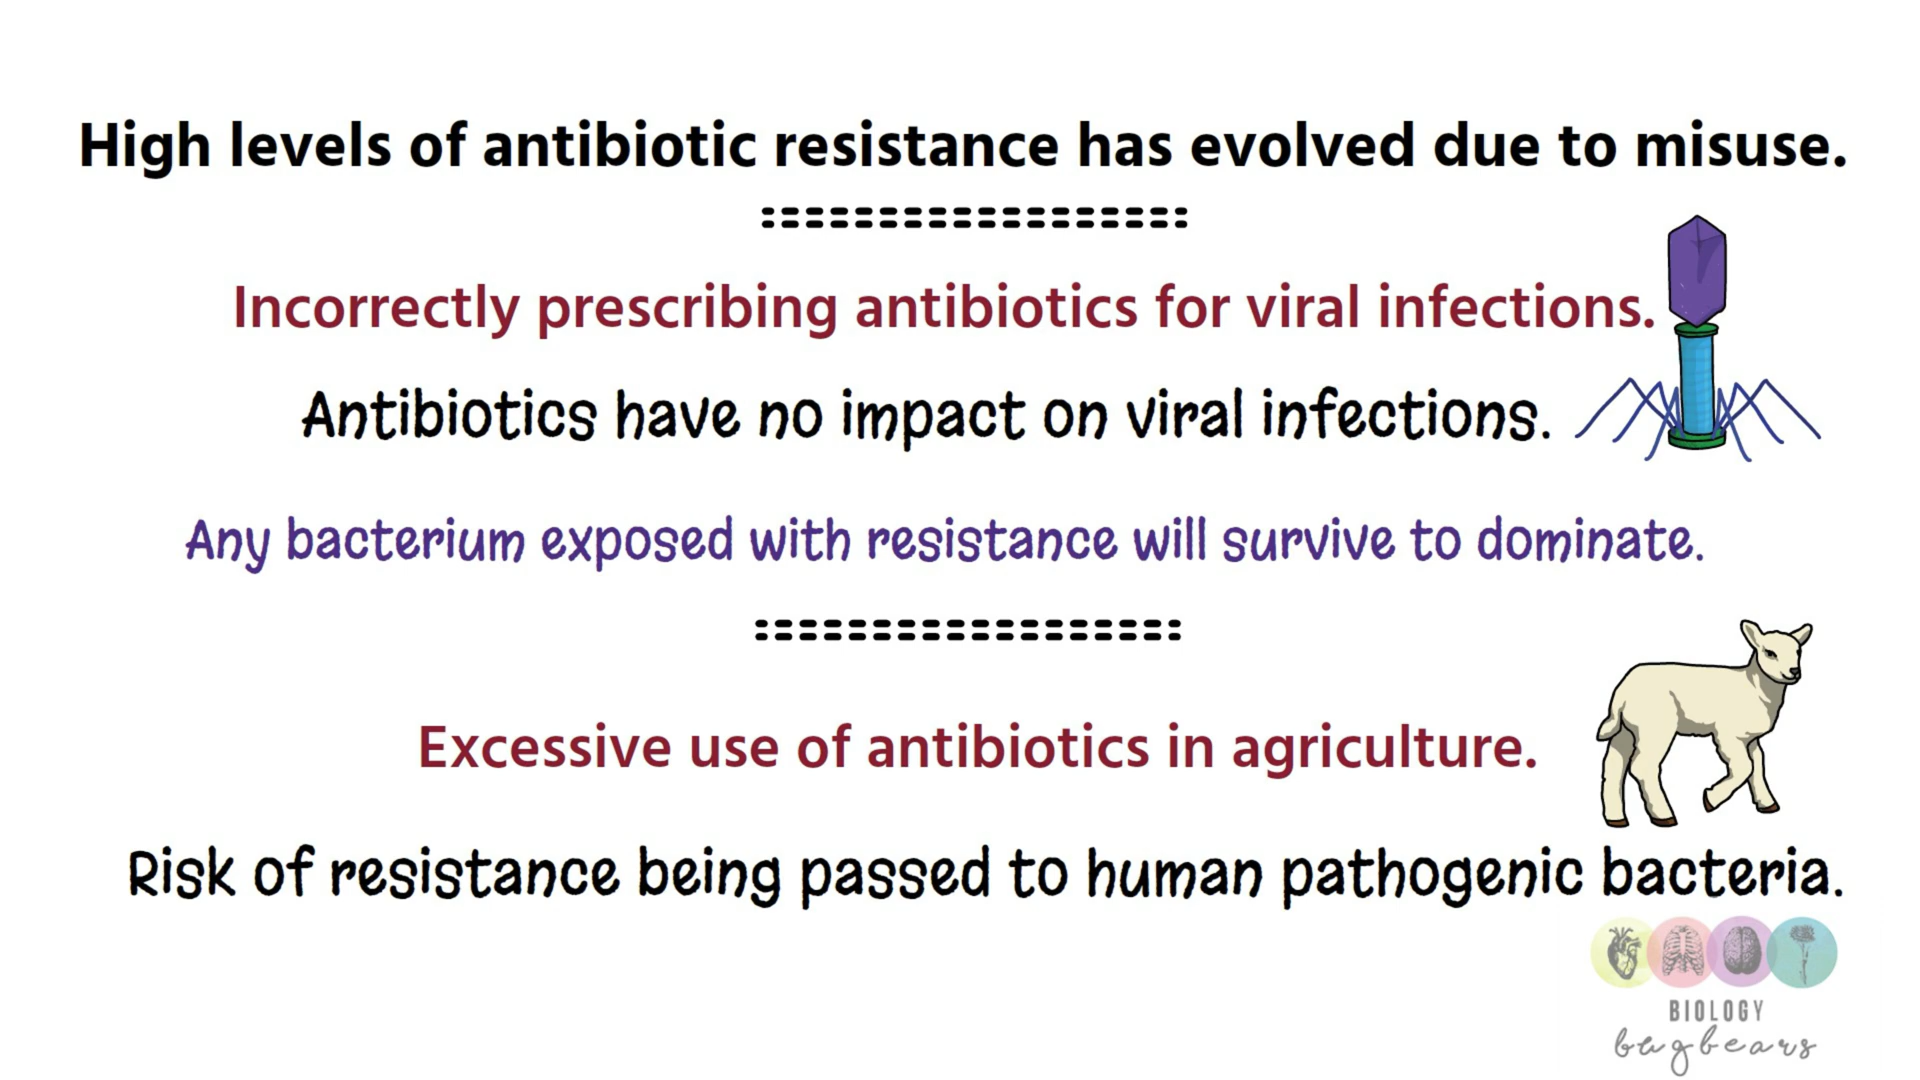 High levels of antibiotic resistance has evolved due to misuse.
Incorrectly prescribing antibiotics for viral infections.
Antibiotics have no impact on viral infections.
Any bacterium exposed with resistance will survive to dominate.
Excessive use of antibiotics in agriculture.
Risk of resistance being passed to human pathogenic bacteria.
BIOLOGY
bugbears